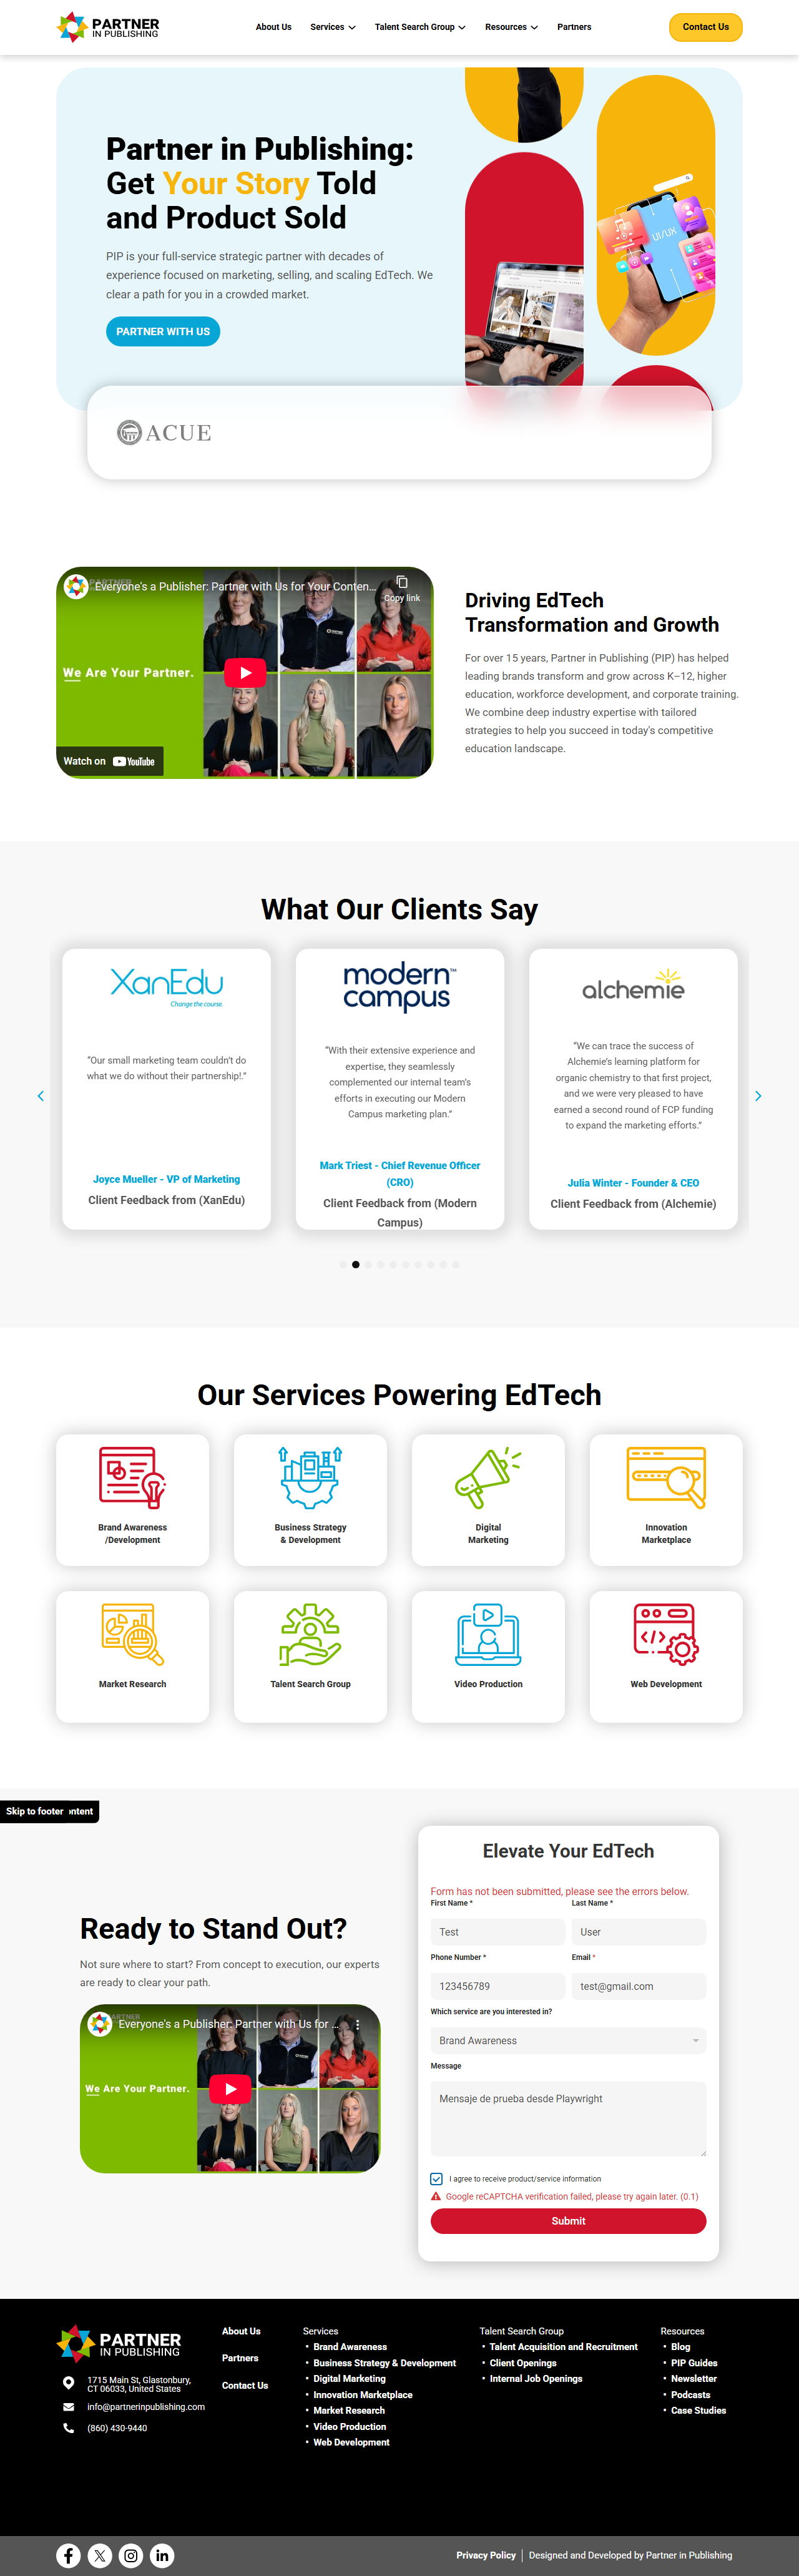 PARTNER
IN PUBLISHING
About Us
Services
Talent Search Group
Resources
Partners
Contact Us
Partner in Publishing:
Get Your Story Told
and Product Sold
PIP is your full-service strategic partner with decades of
experience focused on marketing, selling, and scaling EdTech. We
clear a path for you in a crowded market.
PARTNER WITH US
UI/UX
ACUE
Everyone's a Publisher: Partner with Us for Your Conten...
Copy link
We Are Your Partner.
Watch on YouTube
Driving EdTech
Transformation and Growth
For over 15 years, Partner in Publishing (PIP) has helped
leading brands transform and grow across K–12, higher
education, workforce development, and corporate training.
We combine deep industry expertise with tailored
strategies to help you succeed in today's competitive
education landscape.
What Our Clients Say
XanEdu
Change the course.
"Our small marketing team couldn't do
what we do without their partnership!."
Joyce Mueller - VP of Marketing
Client Feedback from (XanEdu)
modern
campus™
"With their extensive experience and
expertise, they seamlessly
complemented our internal team's
efforts in executing our Modern
Campus marketing plan."
Mark Triest - Chief Revenue Officer
(CRO)
Client Feedback from (Modern
Campus)
alchemie
"We can trace the success of
Alchemie's learning platform for
organic chemistry to that first project,
and we were very pleased to have
earned a second round of FCP funding
to expand the marketing efforts."
Julia Winter - Founder & CEO
Client Feedback from (Alchemie)
Our Services Powering EdTech
Brand Awareness
/Development
Business Strategy
& Development
Digital
Marketing
Innovation
Marketplace
Market Research
Talent Search Group
Video Production
Web Development
Skip to footer ntent
Ready to Stand Out?
Not sure where to start? From concept to execution, our experts
are ready to clear your path.
Everyone's a Publisher: Partner with Us for ...
We Are Your Partner.
Elevate Your EdTech
Form has not been submitted, please see the errors below.
First Name *
Last Name *
Test
User
Phone Number *
Email *
123456789
test@gmail.com
Which service are you interested in?
Brand Awareness
Message
Mensaje de prueba desde Playwright
I agree to receive product/service information
Google reCAPTCHA verification failed, please try again later. (0.1)
Submit
PARTNER
IN PUBLISHING
1715 Main St, Glastonbury,
CT 06033, United States
info@partnerinpublishing.com
(860) 430-9440
About Us
Partners
Contact Us
Services
• Brand Awareness
• Business Strategy & Development
• Digital Marketing
• Innovation Marketplace
• Market Research
• Video Production
• Web Development
Talent Search Group
• Talent Acquisition and Recruitment
• Client Openings
• Internal Job Openings
Resources
• Blog
• PIP Guides
• Newsletter
• Podcasts
• Case Studies
Privacy Policy | Designed and Developed by Partner in Publishing